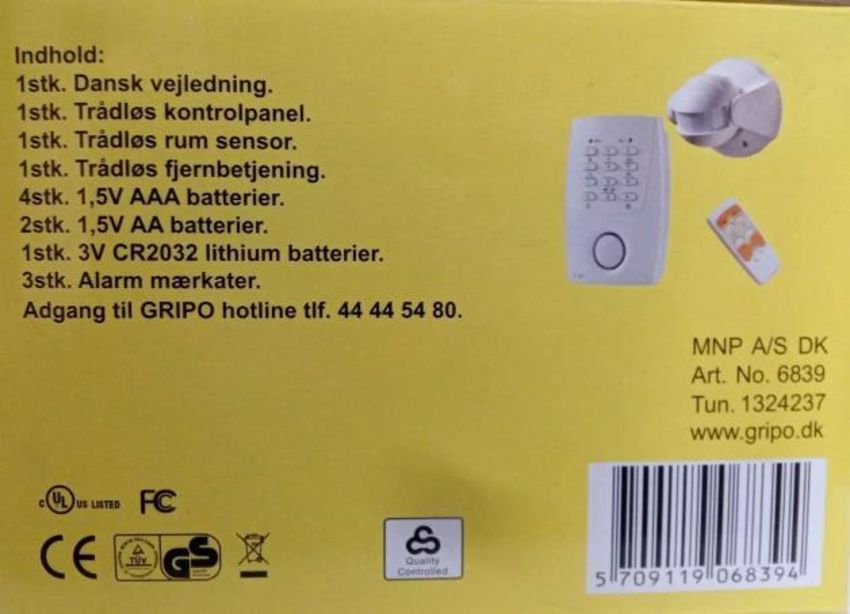 Indhold:
1stk. Dansk vejledning.
1stk. Trådløs kontrolpanel.
1stk. Trådløs rum sensor.
1stk. Trådløs fjernbetjening.
4stk. 1,5V AAA batterier.
2stk. 1,5V AA batterier.
1stk. 3V CR2032 lithium batterier.
3stk. Alarm mærkater.
Adgang til GRIPO hotline tlf. 44 44 54 80.
MNP A/S DK
Art. No. 6839
Tun. 1324237
www.gripo.dk
C UL US LISTED FC
CE TÜV GS
Quality
Controlled
5 709119 068394